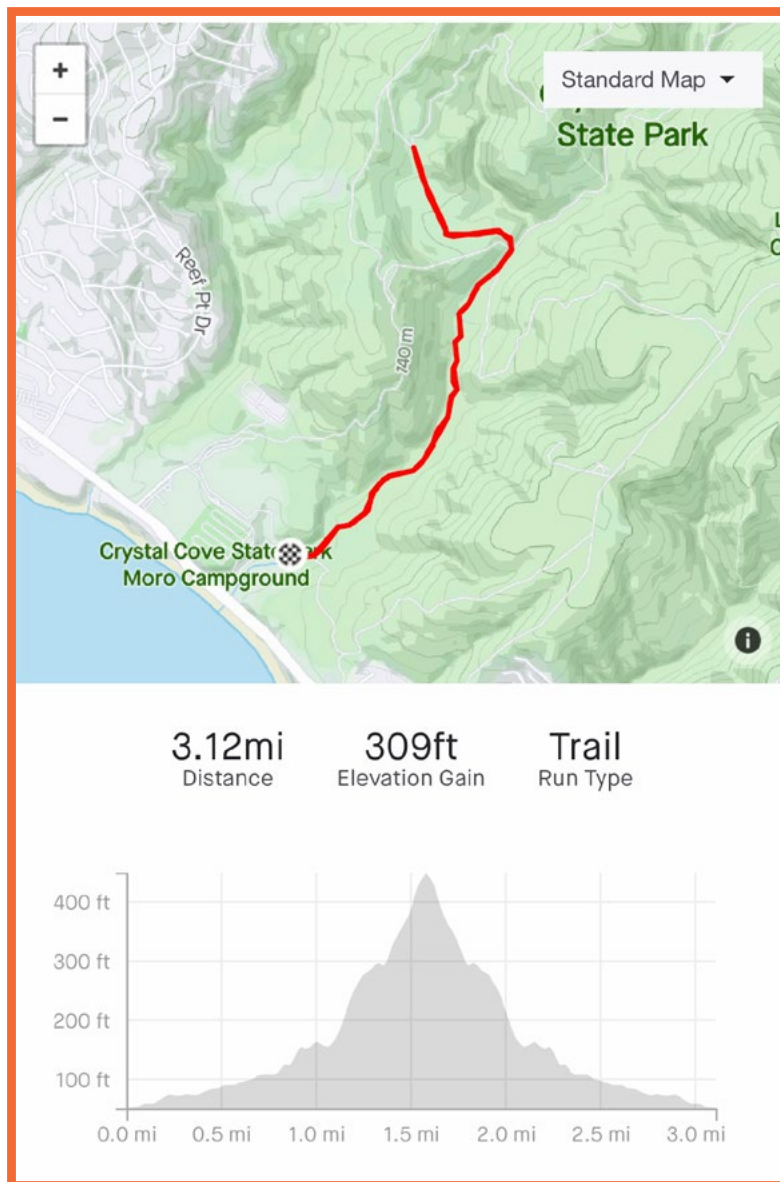 +
Standard Map
−
State Park
Reef Pt Dr
140 m
Crystal Cove State Park
Moro Campground
i
3.12mi
309ft
Trail
Distance
Elevation Gain
Run Type
400 ft
300 ft
200 ft
100 ft
0.0 mi
0.5 mi
1.0 mi
1.5 mi
2.0 mi
2.5 mi
3.0 mi